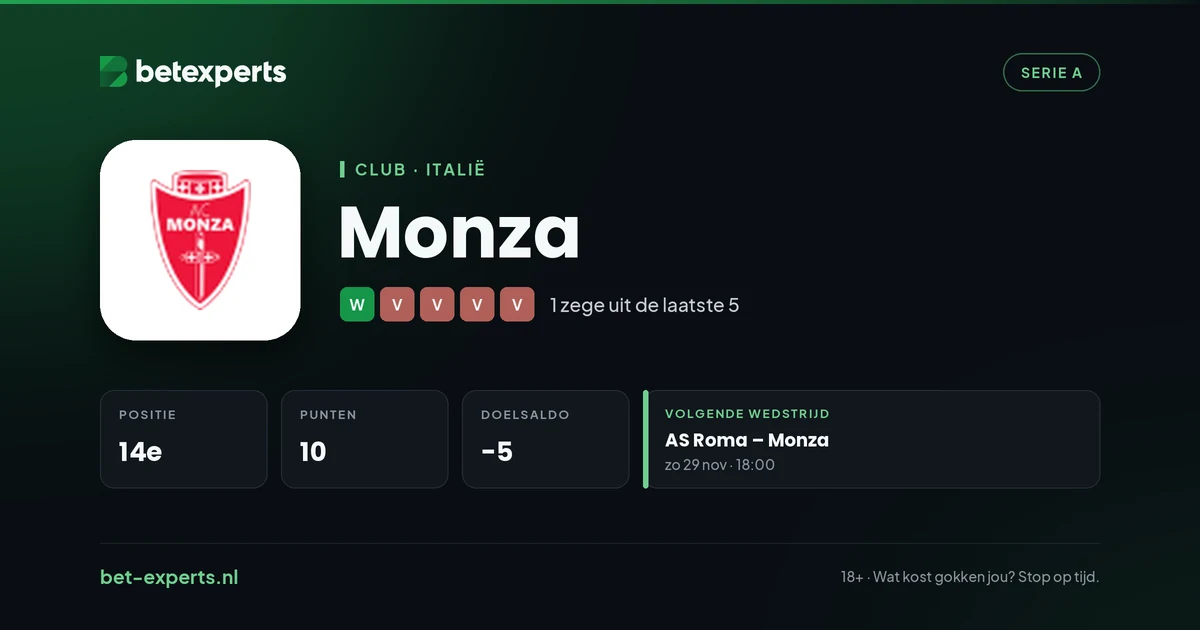 betexperts
SERIE A
AC
MONZA
CLUB · ITALIË
Monza
W V V V V 1 zege uit de laatste 5
POSITIE
14e
PUNTEN
10
DOELSALDO
-5
VOLGENDE WEDSTRIJD
AS Roma – Monza
zo 29 nov · 18:00
bet-experts.nl
18+ · Wat kost gokken jou? Stop op tijd.